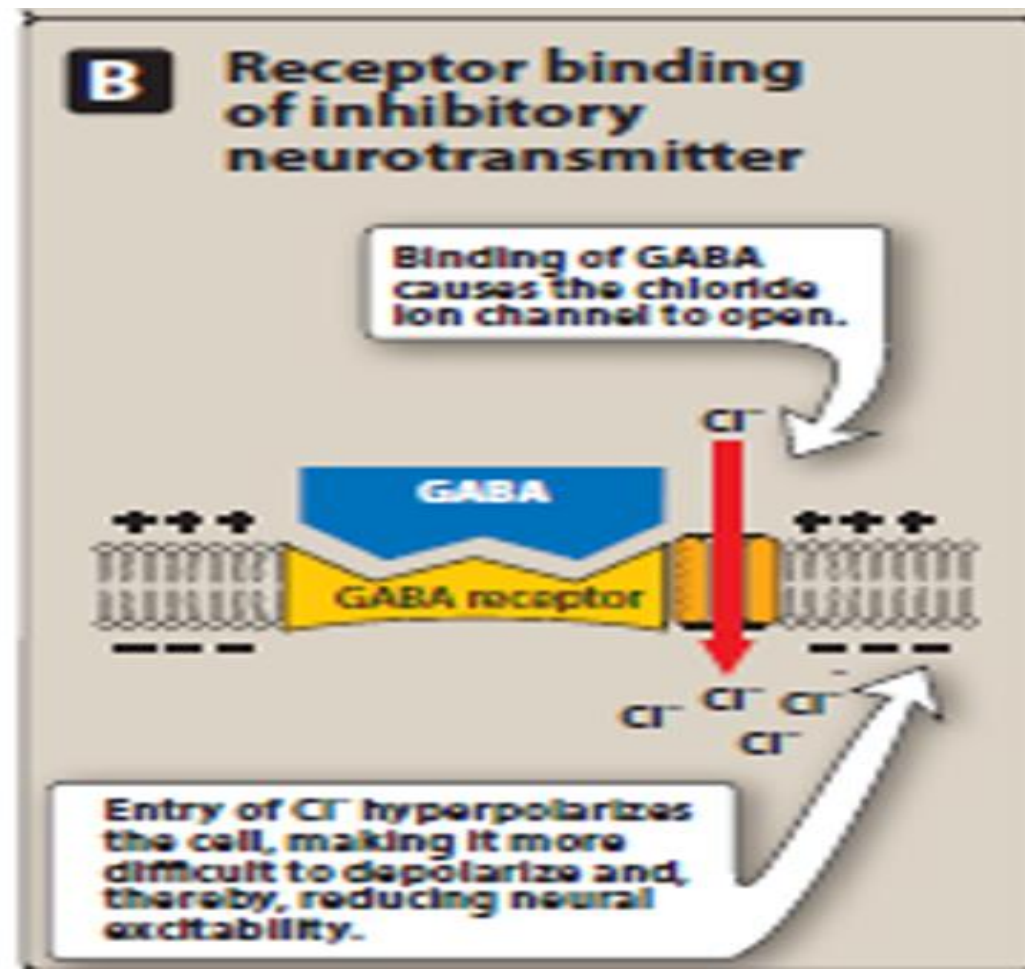 B Receptor binding
of inhibitory
neurotransmitter
Binding of GABA
causes the chloride
ion channel to open.
Cl⁻
GABA
+ + + + + +
GABA receptor
– – – – – –
Cl⁻ Cl⁻ Cl⁻
Cl⁻
Entry of Cl⁻ hyperpolarizes
the cell, making it more
difficult to depolarize and,
thereby, reducing neural
excitability.